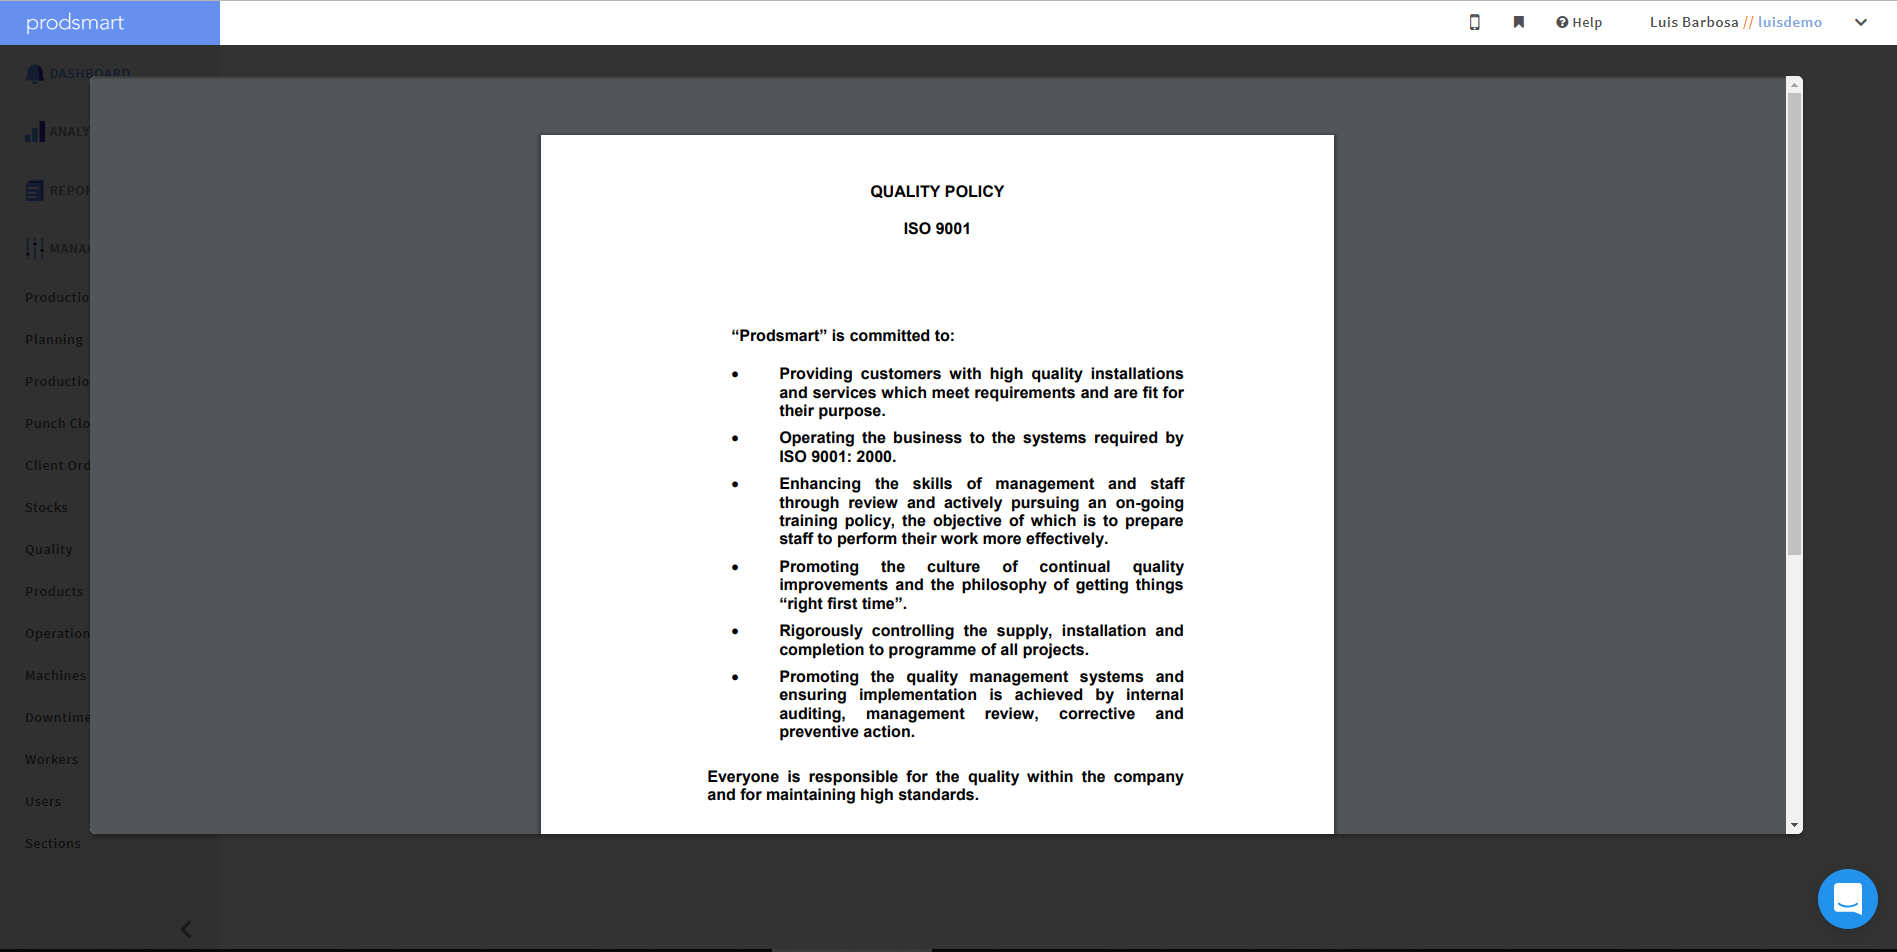 prodsmart
Help
Luis Barbosa // luisdemo
DASHBOARD
ANALY
REPOR
MANAG
Productio
Planning
Productio
Punch Clo
Client Ord
Stocks
Quality
Products
Operation
Machines
Downtime
Workers
Users
Sections
QUALITY POLICY
ISO 9001
“Prodsmart” is committed to:
• Providing customers with high quality installations
and services which meet requirements and are fit for
their purpose.
• Operating the business to the systems required by
ISO 9001: 2000.
• Enhancing the skills of management and staff
through review and actively pursuing an on-going
training policy, the objective of which is to prepare
staff to perform their work more effectively.
• Promoting the culture of continual quality
improvements and the philosophy of getting things
“right first time”.
• Rigorously controlling the supply, installation and
completion to programme of all projects.
• Promoting the quality management systems and
ensuring implementation is achieved by internal
auditing, management review, corrective and
preventive action.
Everyone is responsible for the quality within the company
and for maintaining high standards.